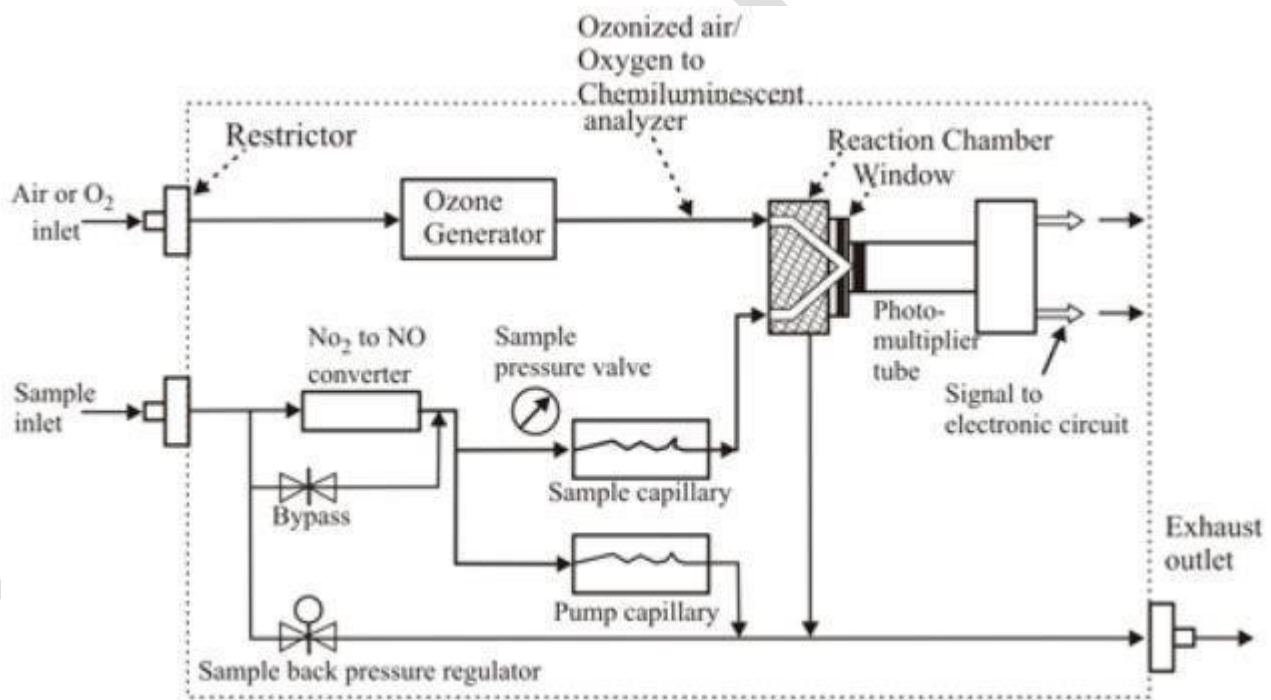 Ozonized air/
Oxygen to
Chemiluminescent
analyzer
Restrictor
Reaction Chamber
Window
Air or O₂
inlet
Ozone
Generator
Photo-
multiplier
tube
No₂ to NO
converter
Sample
pressure valve
Sample
inlet
Signal to
electronic circuit
Sample capillary
Bypass
Exhaust
outlet
Pump capillary
Sample back pressure regulator